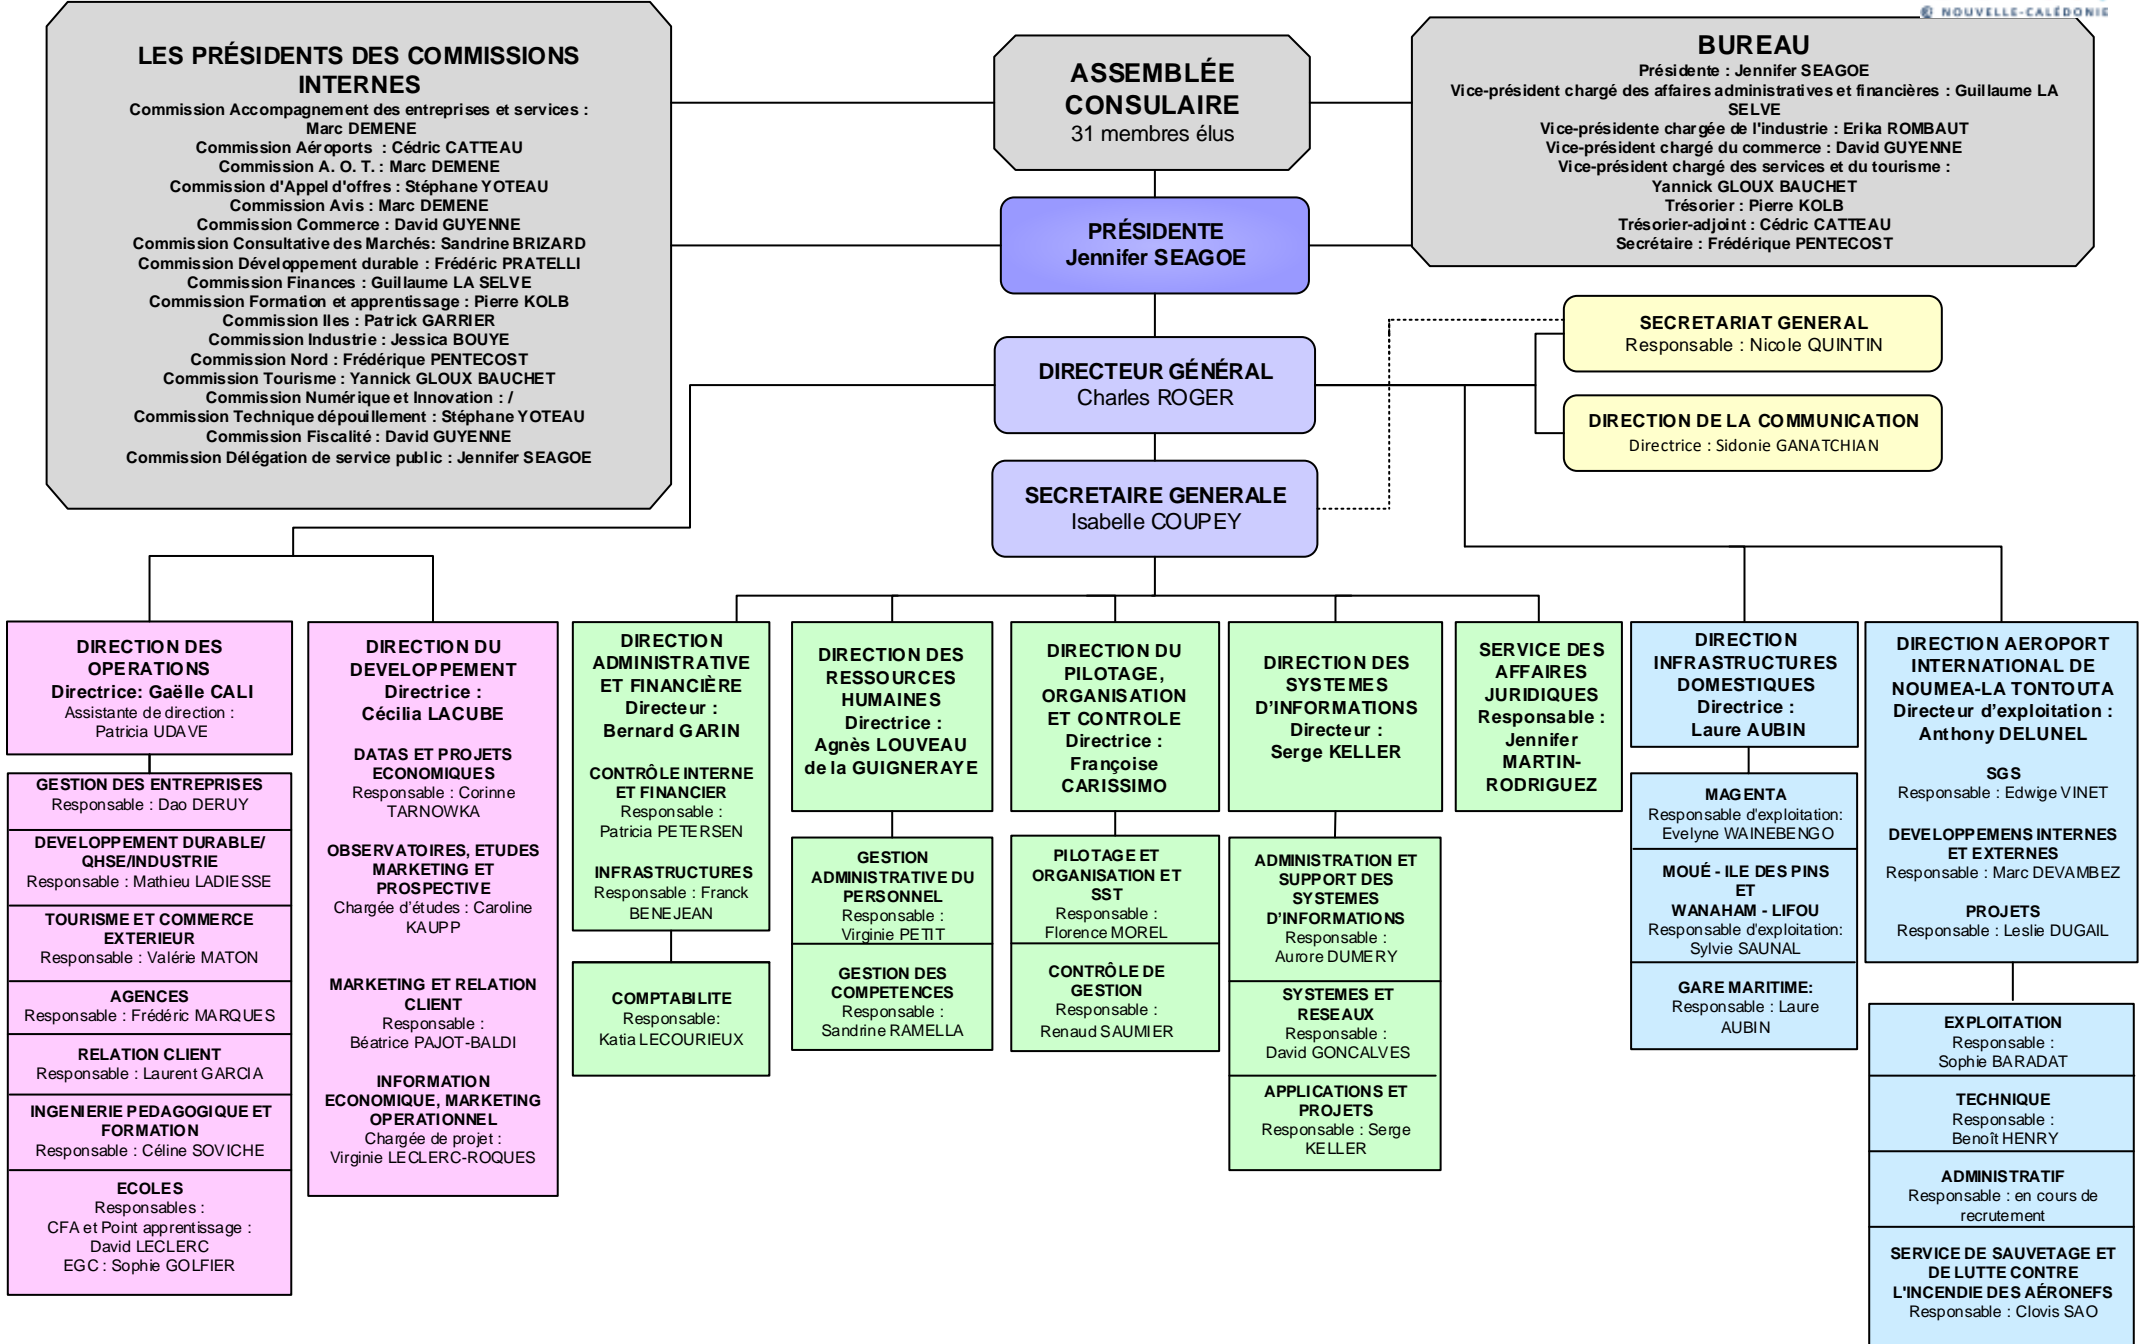 NOUVELLE-CALÉDONIE
LES PRÉSIDENTS DES COMMISSIONS
INTERNES
Commission Accompagnement des entreprises et services :
Marc DEMENE
Commission Aéroports : Cédric CATTEAU
Commission A. O. T. : Marc DEMENE
Commission d'Appel d'offres : Stéphane YOTEAU
Commission Avis : Marc DEMENE
Commission Commerce : David GUYENNE
Commission Consultative des Marchés: Sandrine BRIZARD
Commission Développement durable : Frédéric PRATELLI
Commission Finances : Guillaume LA SELVE
Commission Formation et apprentissage : Pierre KOLB
Commission Iles : Patrick GARRIER
Commission Industrie : Jessica BOUYE
Commission Nord : Frédérique PENTECOST
Commission Tourisme : Yannick GLOUX BAUCHET
Commission Numérique et Innovation : /
Commission Technique dépouillement : Stéphane YOTEAU
Commission Fiscalité : David GUYENNE
Commission Délégation de service public : Jennifer SEAGOE
ASSEMBLÉE
CONSULAIRE
31 membres élus
BUREAU
Présidente : Jennifer SEAGOE
Vice-président chargé des affaires administratives et financières : Guillaume LA
SELVE
Vice-présidente chargée de l'industrie : Erika ROMBAUT
Vice-président chargé du commerce : David GUYENNE
Vice-président chargé des services et du tourisme :
Yannick GLOUX BAUCHET
Trésorier : Pierre KOLB
Trésorier-adjoint : Cédric CATTEAU
Secrétaire : Frédérique PENTECOST
PRÉSIDENTE
Jennifer SEAGOE
DIRECTEUR GÉNÉRAL
Charles ROGER
SECRETARIAT GENERAL
Responsable : Nicole QUINTIN
DIRECTION DE LA COMMUNICATION
Directrice : Sidonie GANATCHIAN
SECRETAIRE GENERALE
Isabelle COUPEY
DIRECTION DES
OPERATIONS
Directrice: Gaëlle CALI
Assistante de direction :
Patricia UDAVE
GESTION DES ENTREPRISES
Responsable : Dao DERUY
DEVELOPPEMENT DURABLE/
QHSE/INDUSTRIE
Responsable : Mathieu LADIESSE
TOURISME ET COMMERCE
EXTERIEUR
Responsable : Valérie MATON
AGENCES
Responsable : Frédéric MARQUES
RELATION CLIENT
Responsable : Laurent GARCIA
INGENIERIE PEDAGOGIQUE ET
FORMATION
Responsable : Céline SOVICHE
ECOLES
Responsables :
CFA et Point apprentissage :
David LECLERC
EGC : Sophie GOLFIER
DIRECTION DU
DEVELOPPEMENT
Directrice :
Cécilia LACUBE
DATAS ET PROJETS
ECONOMIQUES
Responsable : Corinne
TARNOWKA
OBSERVATOIRES, ETUDES
MARKETING ET
PROSPECTIVE
Chargée d'études : Caroline
KAUPP
MARKETING ET RELATION
CLIENT
Responsable :
Béatrice PAJOT-BALDI
INFORMATION
ECONOMIQUE, MARKETING
OPERATIONNEL
Chargée de projet :
Virginie LECLERC-ROQUES
DIRECTION
ADMINISTRATIVE
ET FINANCIÈRE
Directeur :
Bernard GARIN
CONTRÔLE INTERNE
ET FINANCIER
Responsable :
Patricia PETERSEN
INFRASTRUCTURES
Responsable : Franck
BENEJEAN
COMPTABILITE
Responsable:
Katia LECOURIEUX
DIRECTION DES
RESSOURCES
HUMAINES
Directrice :
Agnès LOUVEAU
de la GUIGNERAYE
GESTION
ADMINISTRATIVE DU
PERSONNEL
Responsable :
Virginie PETIT
GESTION DES
COMPETENCES
Responsable :
Sandrine RAMELLA
DIRECTION DU
PILOTAGE,
ORGANISATION
ET CONTROLE
Directrice :
Françoise
CARISSIMO
PILOTAGE ET
ORGANISATION ET
SST
Responsable :
Florence MOREL
CONTRÔLE DE
GESTION
Responsable :
Renaud SAUMIER
DIRECTION DES
SYSTEMES
D'INFORMATIONS
Directeur :
Serge KELLER
ADMINISTRATION ET
SUPPORT DES
SYSTEMES
D'INFORMATIONS
Responsable :
Aurore DUMERY
SYSTEMES ET
RESEAUX
Responsable :
David GONCALVES
APPLICATIONS ET
PROJETS
Responsable : Serge
KELLER
SERVICE DES
AFFAIRES
JURIDIQUES
Responsable :
Jennifer
MARTIN-
RODRIGUEZ
DIRECTION
INFRASTRUCTURES
DOMESTIQUES
Directrice :
Laure AUBIN
MAGENTA
Responsable d'exploitation:
Evelyne WAINEBENGO
MOUÉ - ILE DES PINS
ET
WANAHAM - LIFOU
Responsable d'exploitation:
Sylvie SAUNAL
GARE MARITIME:
Responsable : Laure
AUBIN
DIRECTION AEROPORT
INTERNATIONAL DE
NOUMEA-LA TONTOUTA
Directeur d'exploitation :
Anthony DELUNEL
SGS
Responsable : Edwige VINET
DEVELOPPEMENS INTERNES
ET EXTERNES
Responsable : Marc DEVAMBEZ
PROJETS
Responsable : Leslie DUGAIL
EXPLOITATION
Responsable :
Sophie BARADAT
TECHNIQUE
Responsable :
Benoît HENRY
ADMINISTRATIF
Responsable : en cours de
recrutement
SERVICE DE SAUVETAGE ET
DE LUTTE CONTRE
L'INCENDIE DES AÉRONEFS
Responsable : Clovis SAO